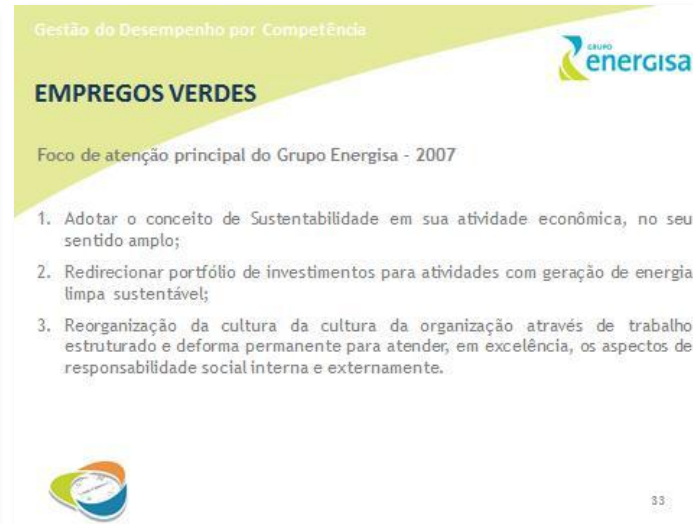 Gestão do Desempenho por Competência
GRUPO
energisa
EMPREGOS VERDES
Foco de atenção principal do Grupo Energisa - 2007
1. Adotar o conceito de Sustentabilidade em sua atividade econômica, no seu
sentido amplo;
2. Redirecionar portfólio de investimentos para atividades com geração de energia
limpa sustentável;
3. Reorganização da cultura da cultura da organização através de trabalho
estruturado e deforma permanente para atender, em excelência, os aspectos de
responsabilidade social interna e externamente.
33